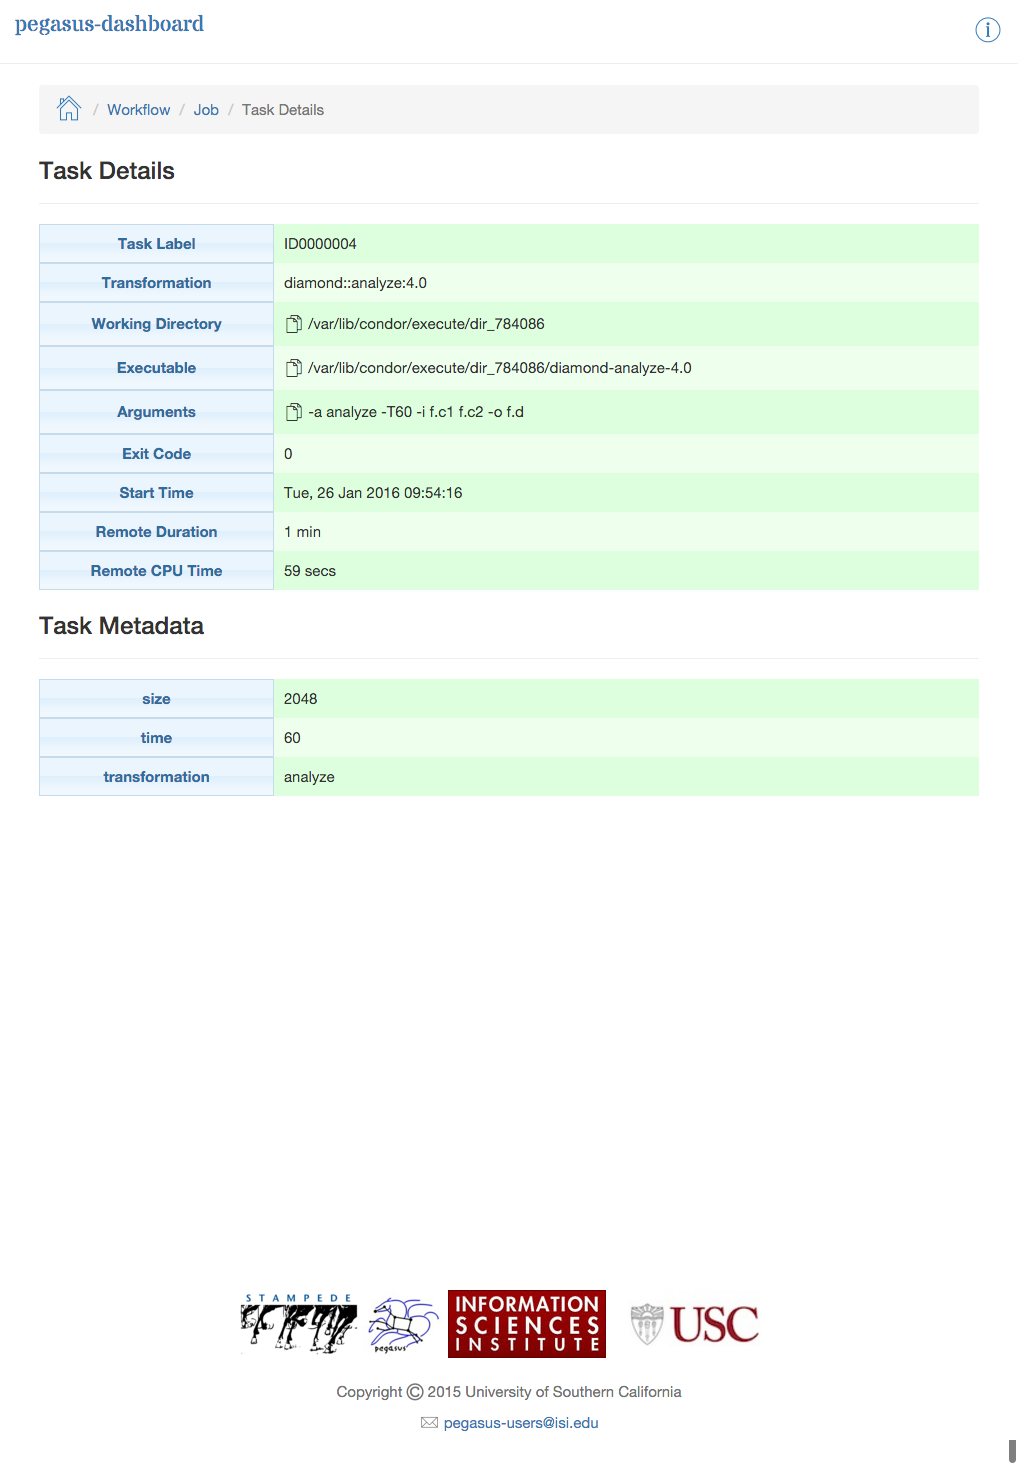 pegasus-dashboard
i
/ Workflow / Job / Task Details
Task Details
Task Label ID0000004
Transformation diamond::analyze:4.0
Working Directory /var/lib/condor/execute/dir_784086
Executable /var/lib/condor/execute/dir_784086/diamond-analyze-4.0
Arguments -a analyze -T60 -i f.c1 f.c2 -o f.d
Exit Code 0
Start Time Tue, 26 Jan 2016 09:54:16
Remote Duration 1 min
Remote CPU Time 59 secs
Task Metadata
size 2048
time 60
transformation analyze
STAMPEDE
pegasus
INFORMATION
SCIENCES
INSTITUTE
USC
Copyright © 2015 University of Southern California
pegasus-users@isi.edu